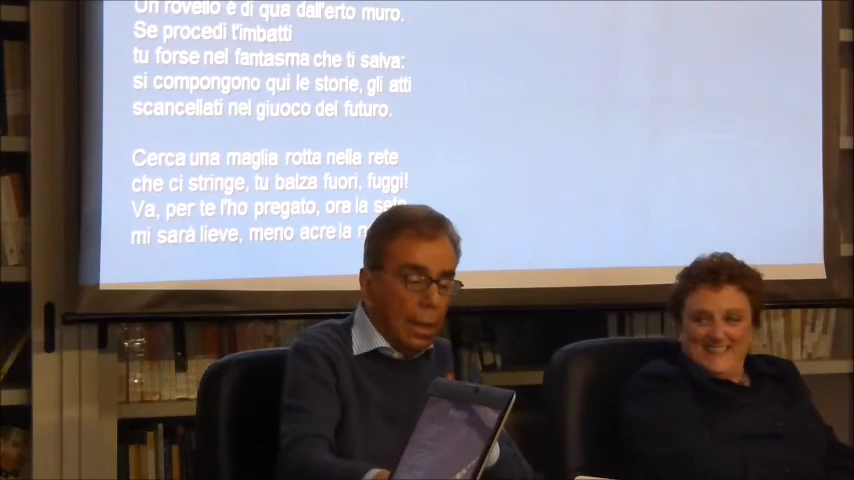 Un rovello è di qua dall'erto muro.
Se procedi t'imbatti
tu forse nel fantasma che ti salva:
si compongono qui le storie, gli atti
scancellati nel giuoco del futuro.
Cerca una maglia rotta nella rete
che ci stringe, tu balza fuori, fuggi!
Va, per te l'ho pregato, ora la sete
mi sarà lieve, meno acre la